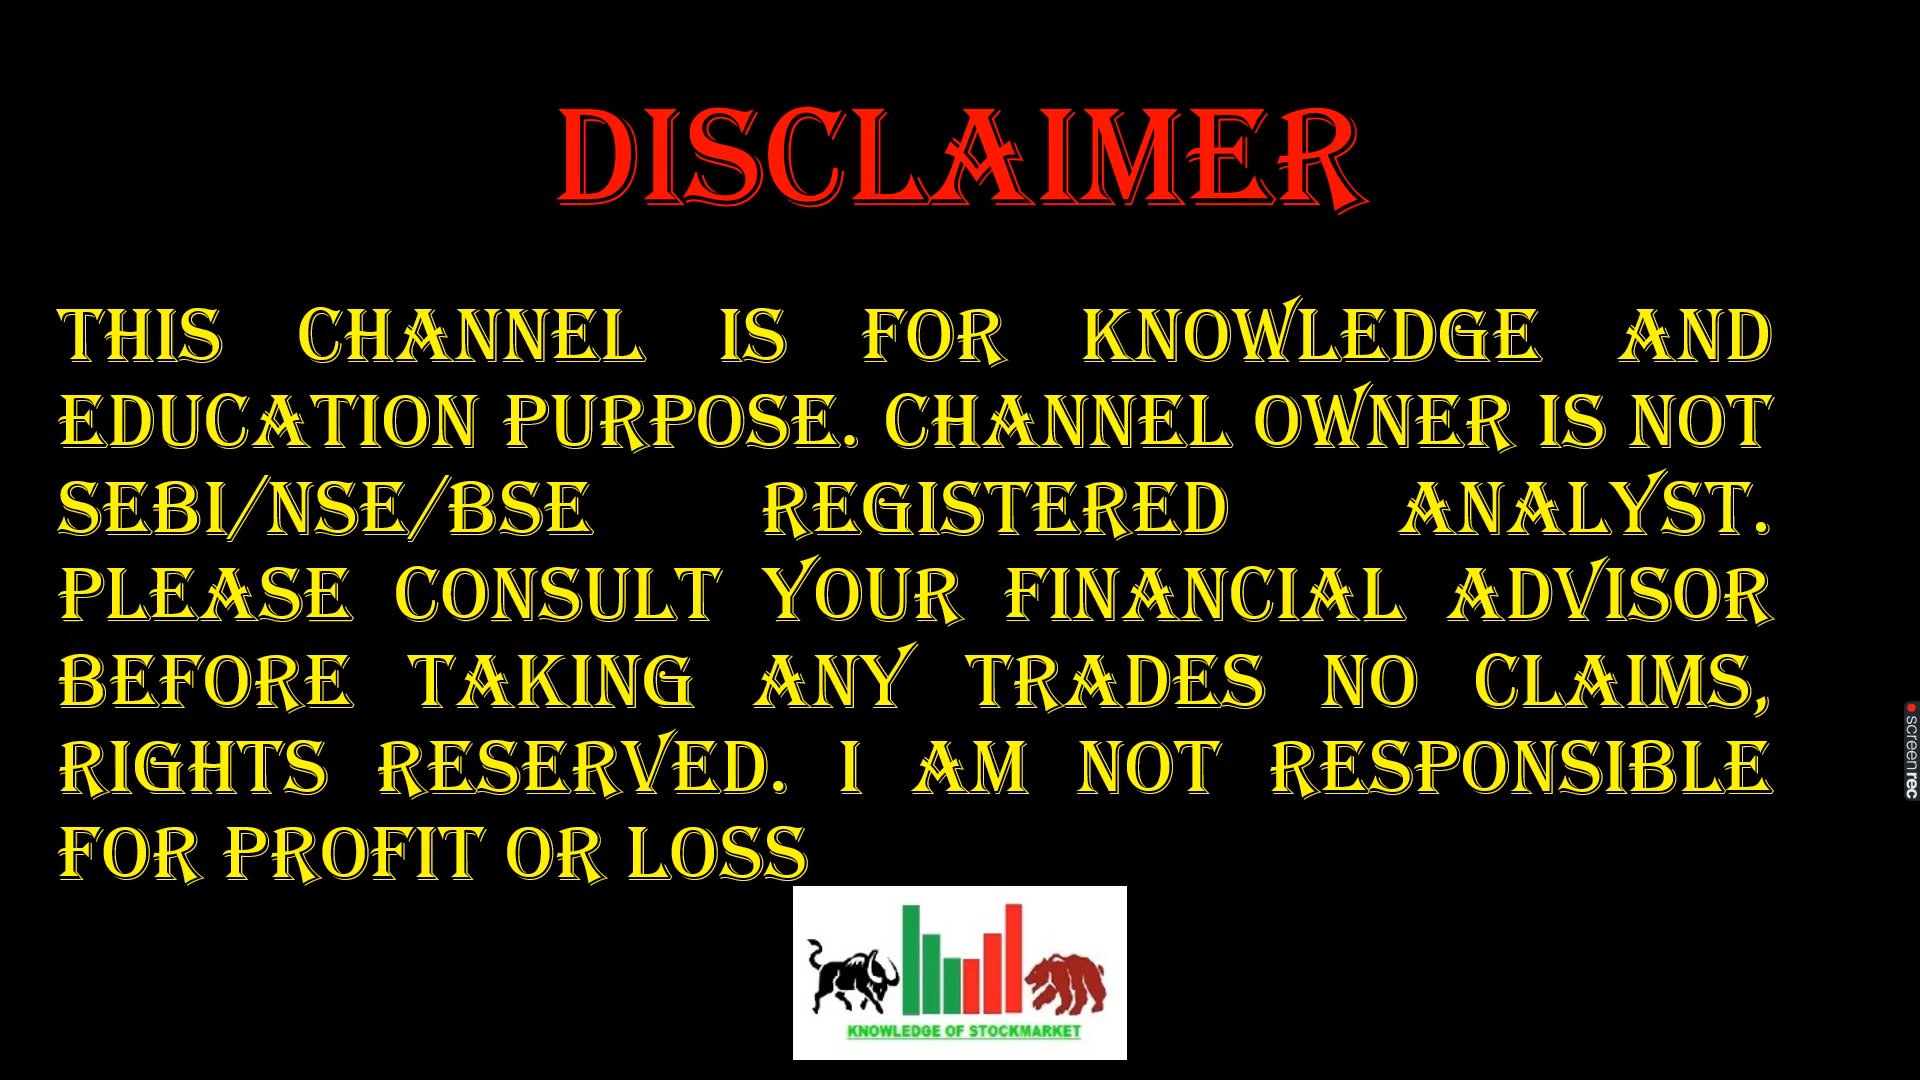 DISCLAIMER
THIS CHANNEL IS FOR KNOWLEDGE AND
EDUCATION PURPOSE. CHANNEL OWNER IS NOT
SEBI/NSE/BSE REGISTERED ANALYST.
PLEASE CONSULT YOUR FINANCIAL ADVISOR
BEFORE TAKING ANY TRADES NO CLAIMS,
RIGHTS RESERVED. I AM NOT RESPONSIBLE
FOR PROFIT OR LOSS
KNOWLEDGE OF STOCKMARKET
screenrec